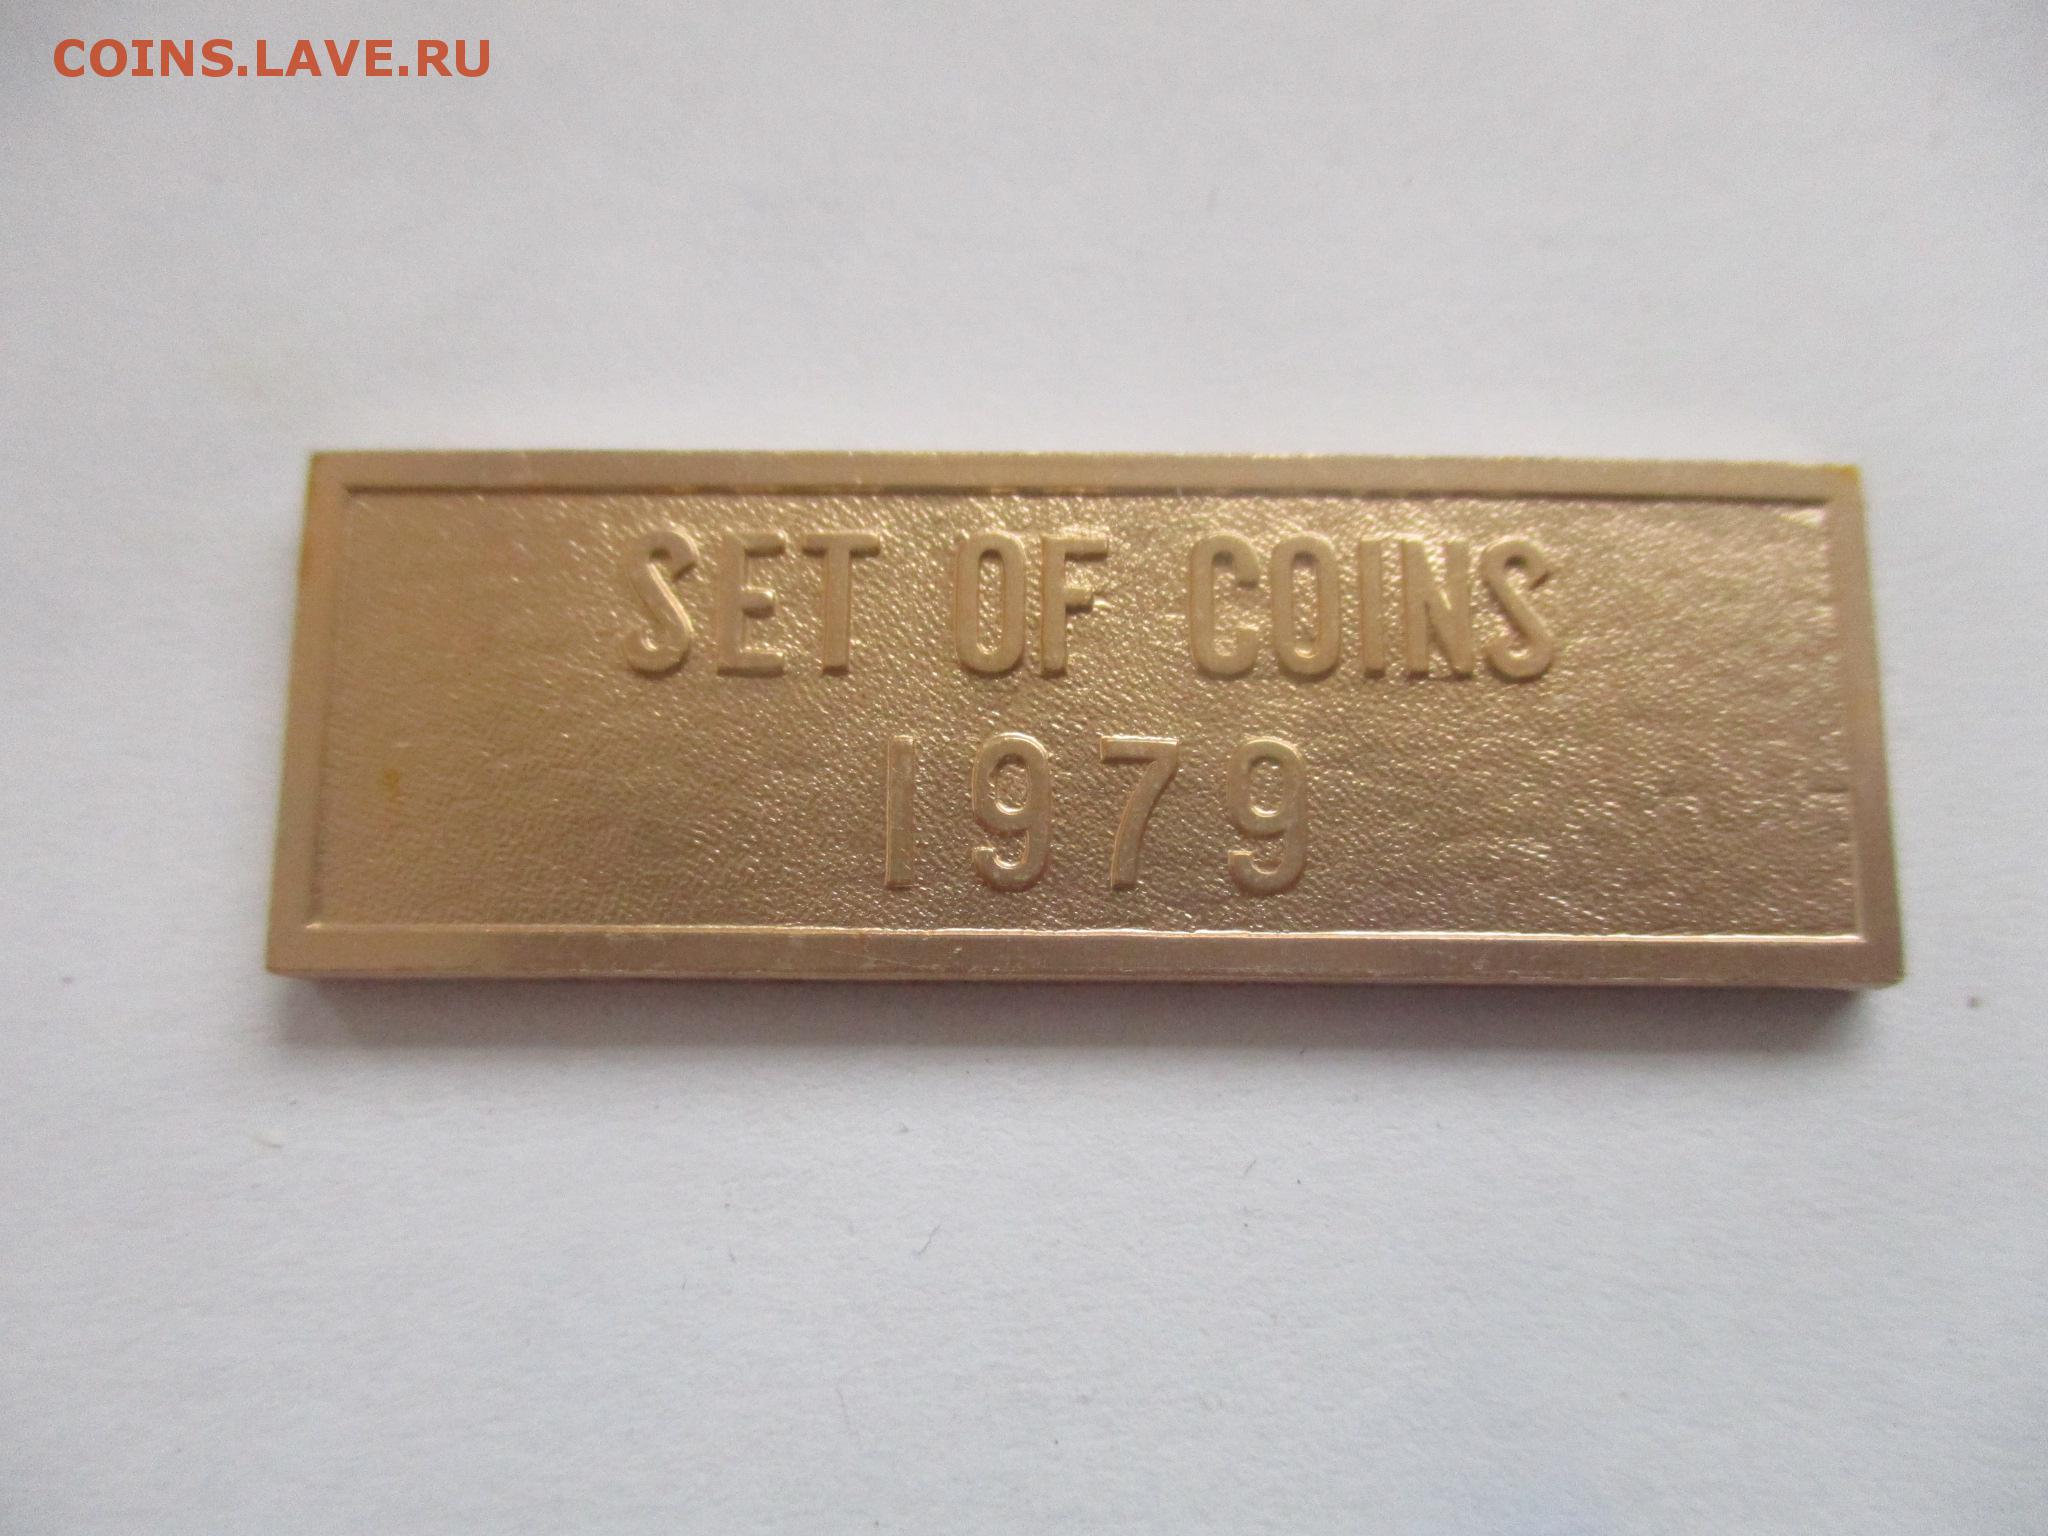 COINS.LAVE.RU
SET OF COINS
1979